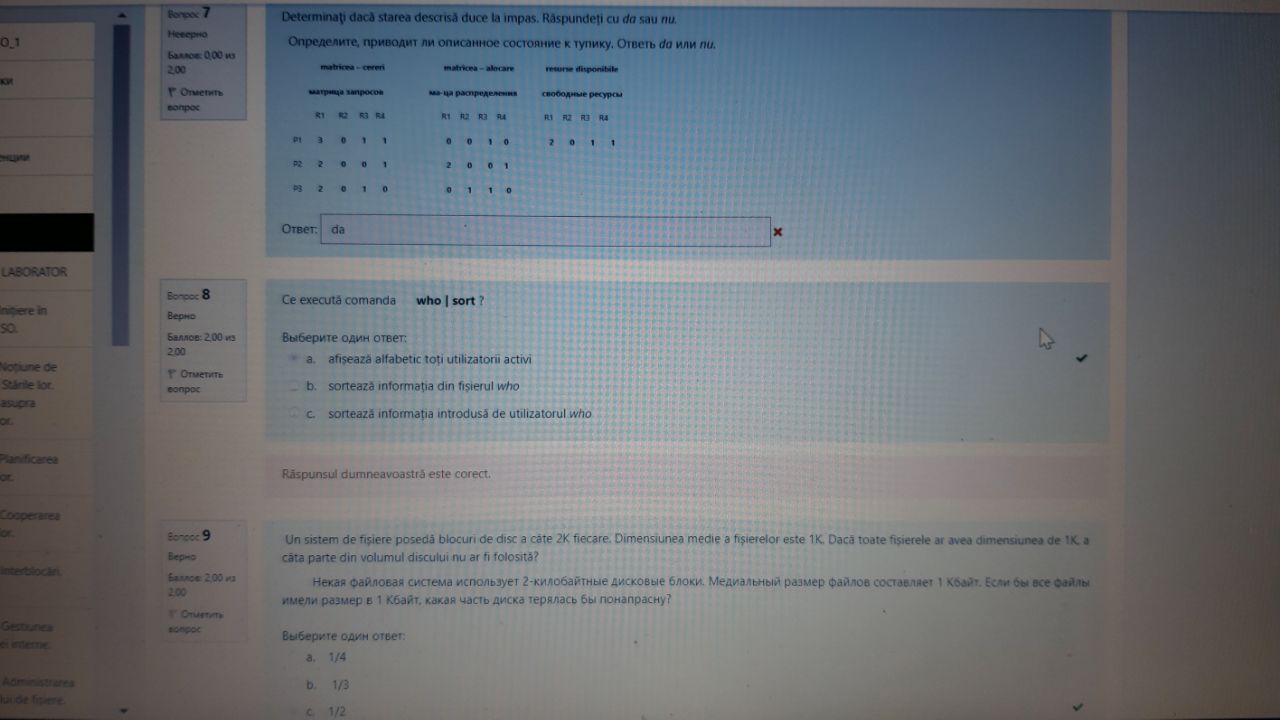 O_1
ки
енции
LABORATOR
Inițiere în
SO.
Noțiune de
Stările lor.
asupra
or.
Planificarea
or.
Cooperarea
lor.
Interblocări.
Gestiunea
ei interne.
Administrarea
lui de fișiere.
Вопрос 7
Неверно
Баллов: 0,00 из
2,00
Отметить
вопрос
Determinaţi dacă starea descrisă duce la impas. Răspundeți cu da sau nu.
Определите, приводит ли описанное состояние к тупику. Ответь da или nu.
matricea – cereri matricea – alocare resurse disponibile
матрица запросов ма-ца распределения свободные ресурсы
R1 R2 R3 R4 R1 R2 R3 R4 R1 R2 R3 R4
P1 3 0 1 1 0 0 1 0 2 0 1 1
P2 2 0 0 1 2 0 0 1
P3 2 0 1 0 0 1 1 0
Ответ: da
Вопрос 8
Верно
Баллов: 2,00 из
2,00
Отметить
вопрос
Ce execută comanda who | sort ?
Выберите один ответ:
a. afișează alfabetic toți utilizatorii activi
b. sortează informația din fișierul who
c. sortează informația introdusă de utilizatorul who
Răspunsul dumneavoastră este corect.
Вопрос 9
Верно
Баллов: 2,00 из
2,00
Отметить
вопрос
Un sistem de fișiere posedă blocuri de disc a câte 2K fiecare. Dimensiunea medie a fișierelor este 1K. Dacă toate fișierele ar avea dimensiunea de 1K, a
câta parte din volumul discului nu ar fi folosită?
Некая файловая система использует 2-килобайтные дисковые блоки. Медиальный размер файлов составляет 1 Кбайт. Если бы все файлы
имели размер в 1 Кбайт, какая часть диска терялась бы понапрасну?
Выберите один ответ:
a. 1/4
b. 1/3
c. 1/2